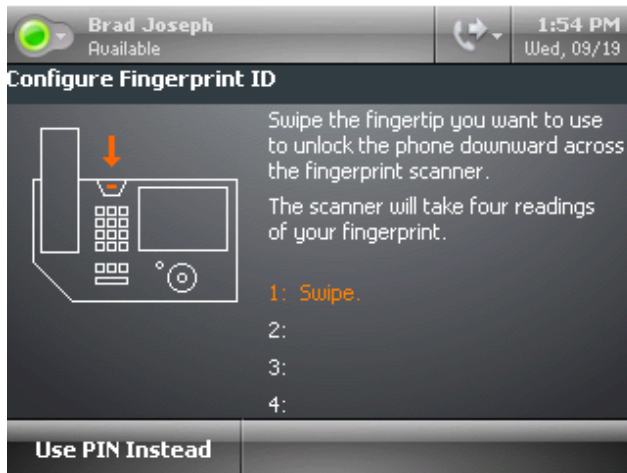 Brad Joseph
Available
1:54 PM
Wed, 09/19
Configure Fingerprint ID
Swipe the fingertip you want to use
to unlock the phone downward across
the fingerprint scanner.
The scanner will take four readings
of your fingerprint.
1: Swipe.
2:
3:
4:
Use PIN Instead